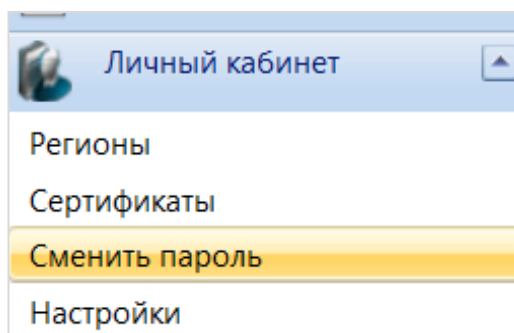 Личный кабинет
Регионы
Сертификаты
Сменить пароль
Настройки